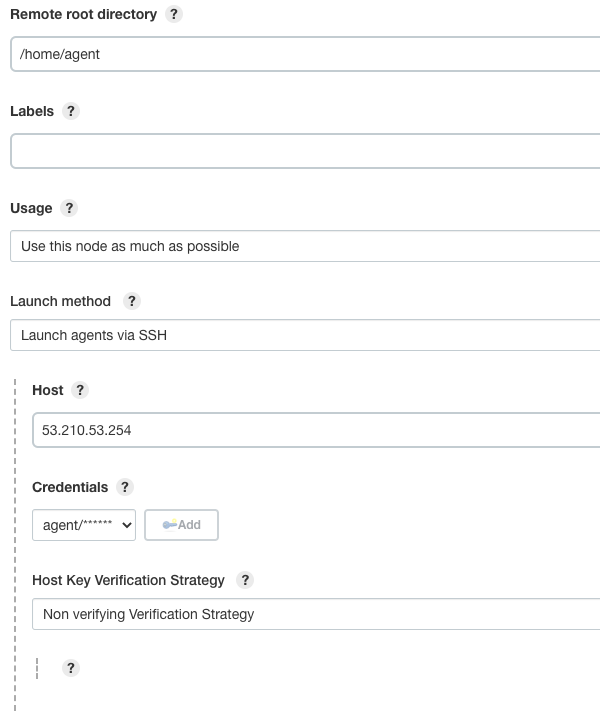 Remote root directory ?
/home/agent
Labels ?
Usage ?
Use this node as much as possible
Launch method ?
Launch agents via SSH
Host ?
53.210.53.254
Credentials ?
agent/****** Add
Host Key Verification Strategy ?
Non verifying Verification Strategy
?